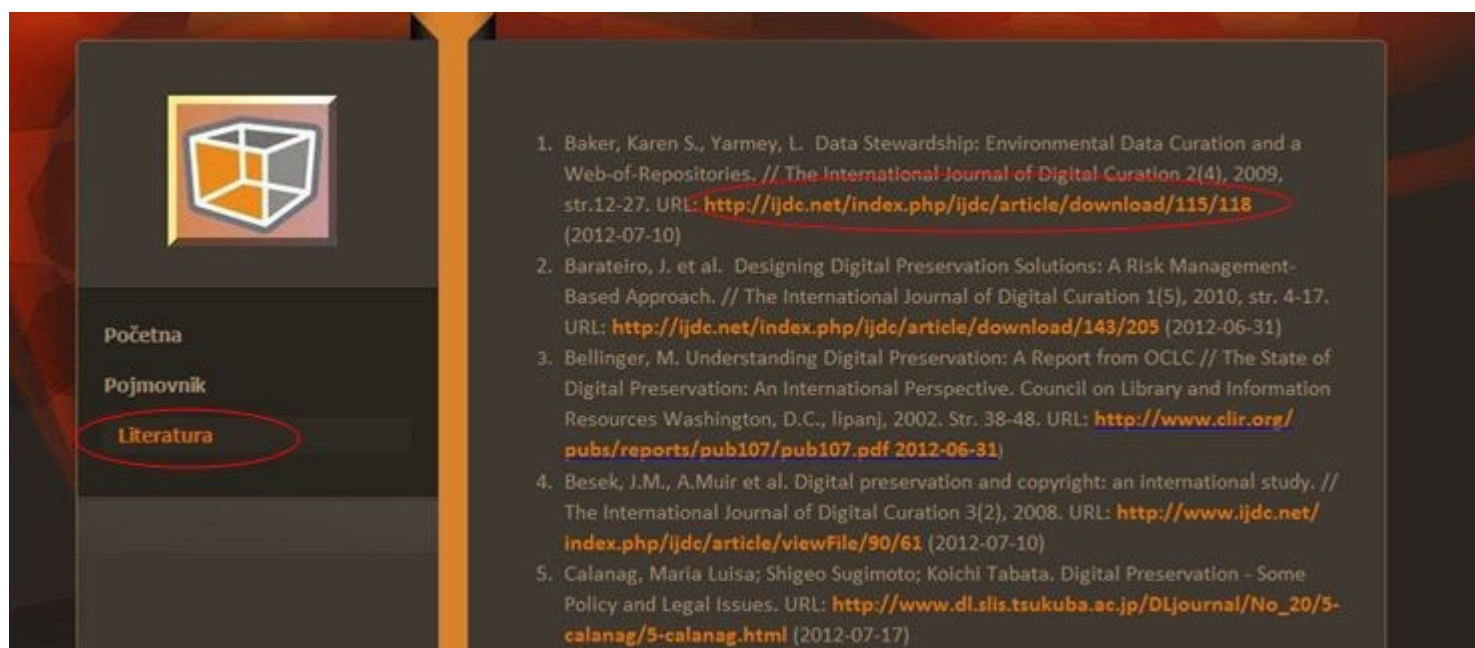 Početna
Pojmovnik
Literatura
1. Baker, Karen S., Yarmey, L. Data Stewardship: Environmental Data Curation and a
Web-of-Repositories. // The International Journal of Digital Curation 2(4), 2009,
str.12-27. URL: http://ijdc.net/index.php/ijdc/article/download/115/118
(2012-07-10)
2. Barateiro, J. et al. Designing Digital Preservation Solutions: A Risk Management-
Based Approach. // The International Journal of Digital Curation 1(5), 2010, str. 4-17.
URL: http://ijdc.net/index.php/ijdc/article/download/143/205 (2012-06-31)
3. Bellinger, M. Understanding Digital Preservation: A Report from OCLC // The State of
Digital Preservation: An International Perspective. Council on Library and Information
Resources Washington, D.C., lipanj, 2002. Str. 38-48. URL: http://www.clir.org/
pubs/reports/pub107/pub107.pdf 2012-06-31)
4. Besek, J.M., A.Muir et al. Digital preservation and copyright: an international study. //
The International Journal of Digital Curation 3(2), 2008. URL: http://www.ijdc.net/
index.php/ijdc/article/viewFile/90/61 (2012-07-10)
5. Calanag, Maria Luisa; Shigeo Sugimoto; Koichi Tabata. Digital Preservation - Some
Policy and Legal Issues. URL: http://www.dl.slis.tsukuba.ac.jp/DLjournal/No_20/5-
calanag/5-calanag.html (2012-07-17)